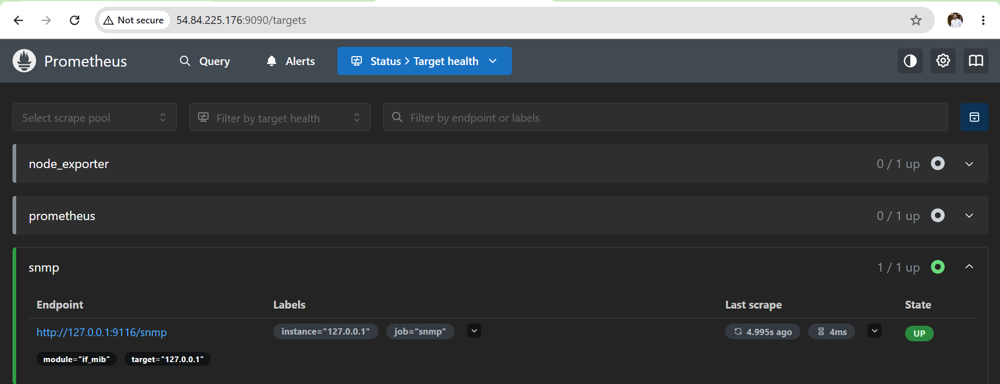 Not secure 54.84.225.176:9090/targets
Prometheus Query Alerts Status > Target health
Select scrape pool Filter by target health Filter by endpoint or labels
node_exporter 0 / 1 up
prometheus 0 / 1 up
snmp 1 / 1 up
Endpoint Labels Last scrape State
http://127.0.0.1:9116/snmp instance="127.0.0.1" job="snmp" 4.995s ago 4ms UP
module="if_mib" target="127.0.0.1"